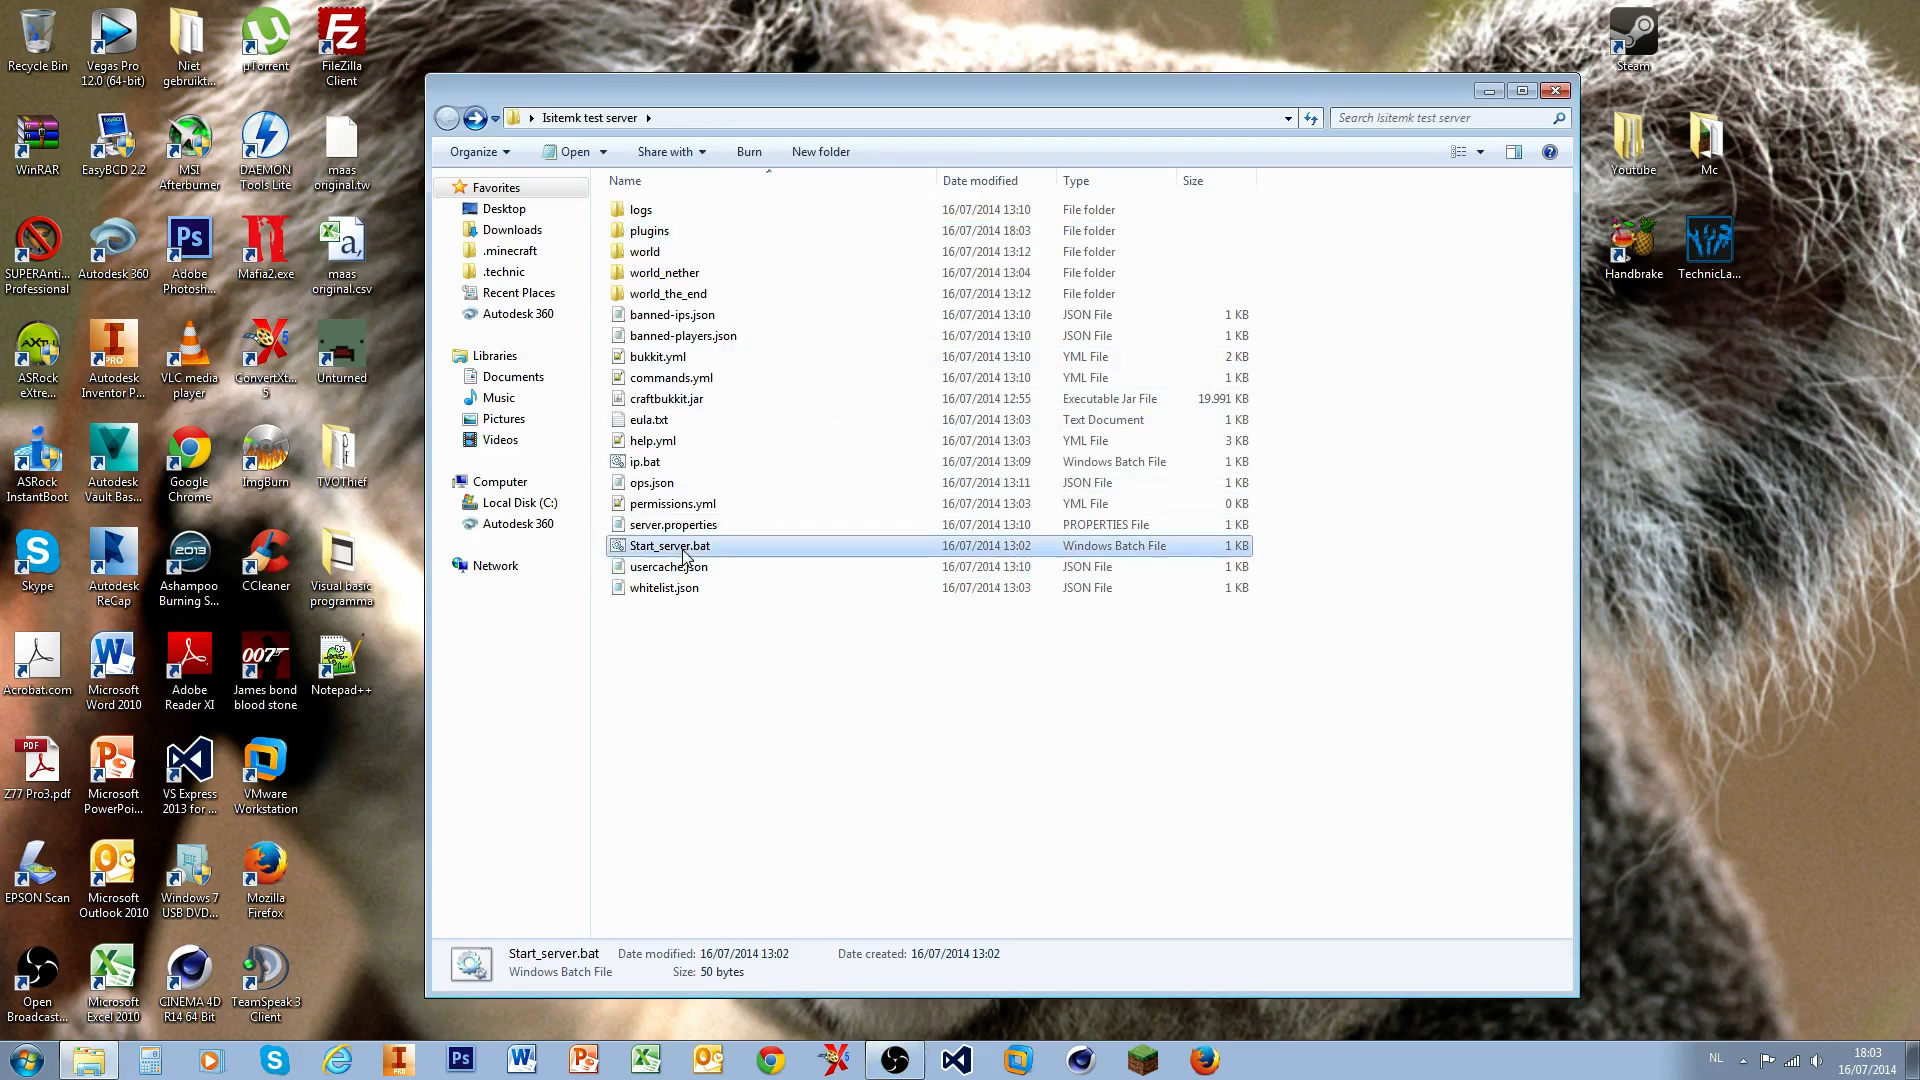 Recycle Bin
Vegas Pro
12.0 (64-bit)
Niet
gebruikt...
µTorrent
FileZilla
Client
WinRAR
EasyBCD 2.2
MSI
Afterburner
DAEMON
Tools Lite
maas
original.tw
SUPERAnti...
Professional
Autodesk 360
Adobe
Photosh...
Mafia2.exe
maas
original.csv
ASRock
eXtre...
Autodesk
Inventor P...
VLC media
player
ConvertXt...
5
Unturned
ASRock
InstantBoot
Autodesk
Vault Bas...
Google
Chrome
ImgBurn
TVOThief
Skype
Autodesk
ReCap
Ashampoo
Burning S...
CCleaner
Visual basic
programma
Acrobat.com
Microsoft
Word 2010
Adobe
Reader XI
James bond
blood stone
Notepad++
Z77 Pro3.pdf
Microsoft
PowerPoi...
VS Express
2013 for ...
VMware
Workstation
EPSON Scan
Microsoft
Outlook 2010
Windows 7
USB DVD...
Mozilla
Firefox
Open
Broadcast...
Microsoft
Excel 2010
CINEMA 4D
R14 64 Bit
TeamSpeak 3
Client
Isitemk test server
Search Isitemk test server
Organize Open Share with Burn New folder
Favorites
Desktop
Downloads
.minecraft
.technic
Recent Places
Autodesk 360
Libraries
Documents
Music
Pictures
Videos
Computer
Local Disk (C:)
Autodesk 360
Network
Name Date modified Type Size
logs 16/07/2014 13:10 File folder
plugins 16/07/2014 18:03 File folder
world 16/07/2014 13:12 File folder
world_nether 16/07/2014 13:04 File folder
world_the_end 16/07/2014 13:12 File folder
banned-ips.json 16/07/2014 13:10 JSON File 1 KB
banned-players.json 16/07/2014 13:10 JSON File 1 KB
bukkit.yml 16/07/2014 13:10 YML File 2 KB
commands.yml 16/07/2014 13:10 YML File 1 KB
craftbukkit.jar 16/07/2014 12:55 Executable Jar File 19.991 KB
eula.txt 16/07/2014 13:03 Text Document 1 KB
help.yml 16/07/2014 13:03 YML File 3 KB
ip.bat 16/07/2014 13:09 Windows Batch File 1 KB
ops.json 16/07/2014 13:11 JSON File 1 KB
permissions.yml 16/07/2014 13:03 YML File 0 KB
server.properties 16/07/2014 13:10 PROPERTIES File 1 KB
Start_server.bat 16/07/2014 13:02 Windows Batch File 1 KB
usercache.json 16/07/2014 13:10 JSON File 1 KB
whitelist.json 16/07/2014 13:03 JSON File 1 KB
Start_server.bat Date modified: 16/07/2014 13:02 Date created: 16/07/2014 13:02
Windows Batch File Size: 50 bytes
Steam
Youtube
Mc
Handbrake
TechnicLa...
NL
18:03
16/07/2014